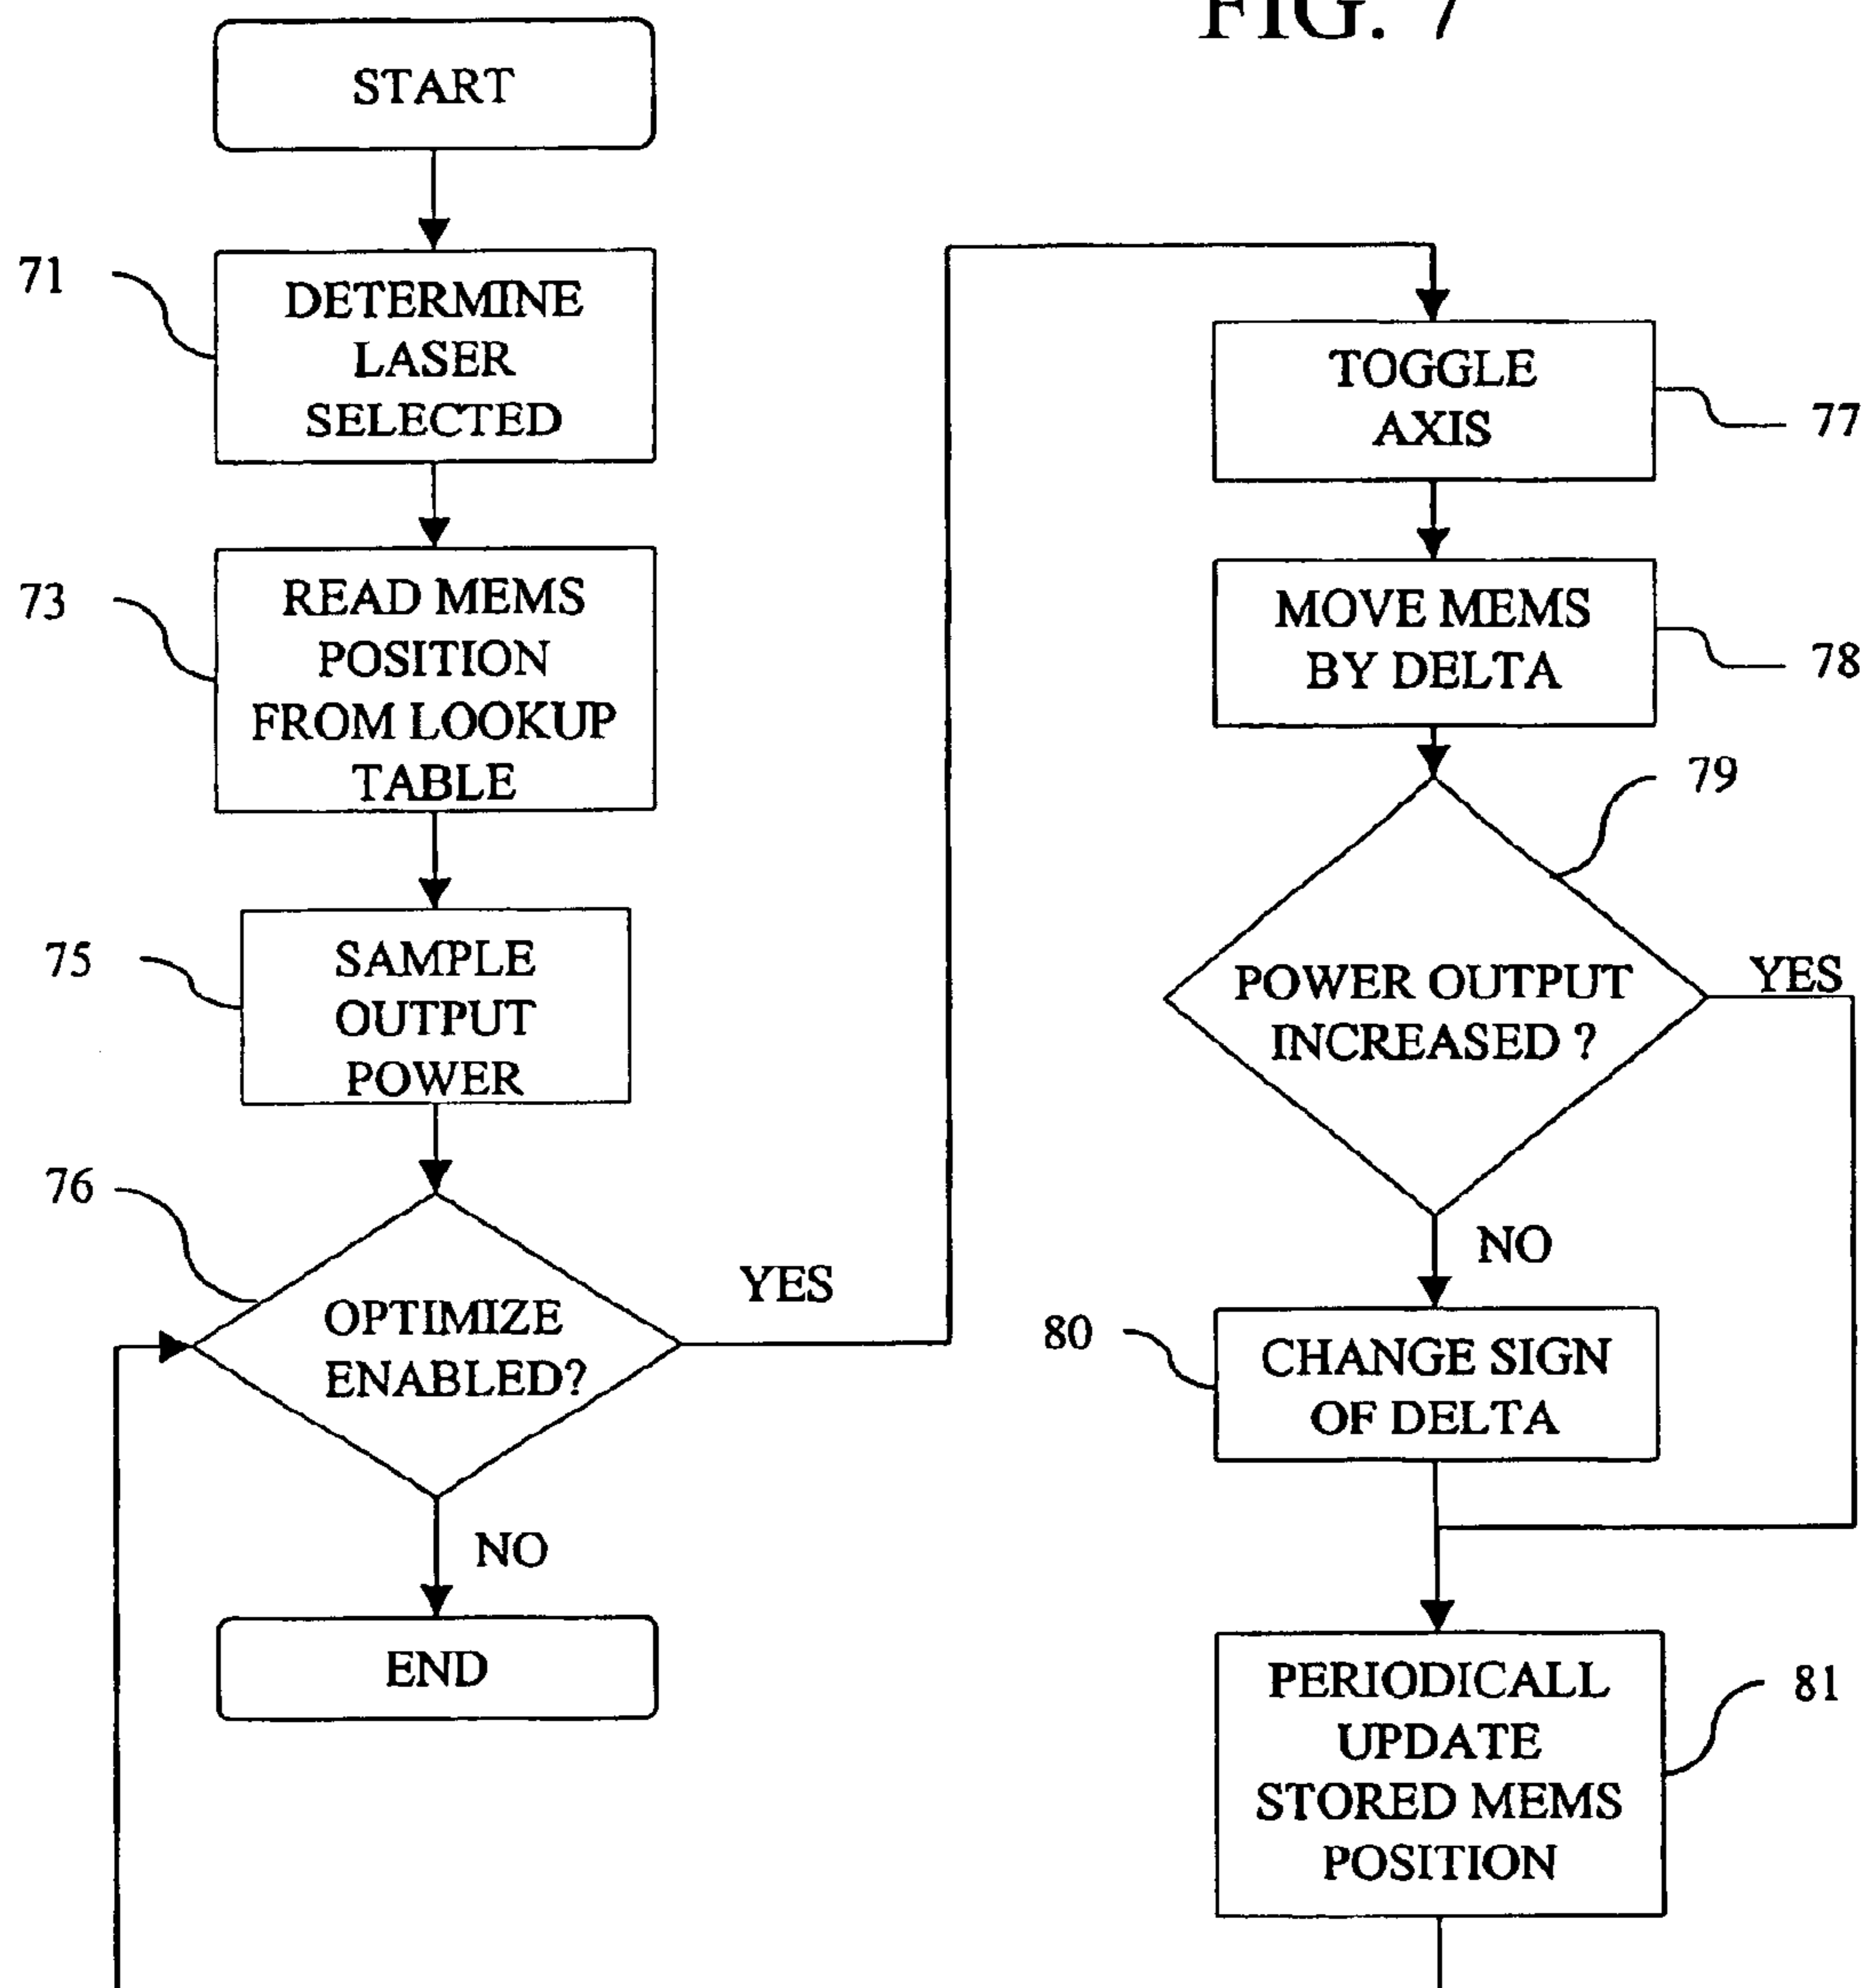 FIG. 7
START
71
DETERMINE
LASER
SELECTED
73
READ MEMS
POSITION
FROM LOOKUP
TABLE
75
SAMPLE
OUTPUT
POWER
76
OPTIMIZE
ENABLED?
YES
NO
END
TOGGLE
AXIS
77
MOVE MEMS
BY DELTA
78
79
POWER OUTPUT
INCREASED ?
YES
NO
80
CHANGE SIGN
OF DELTA
PERIODICALL
UPDATE
STORED MEMS
POSITION
81